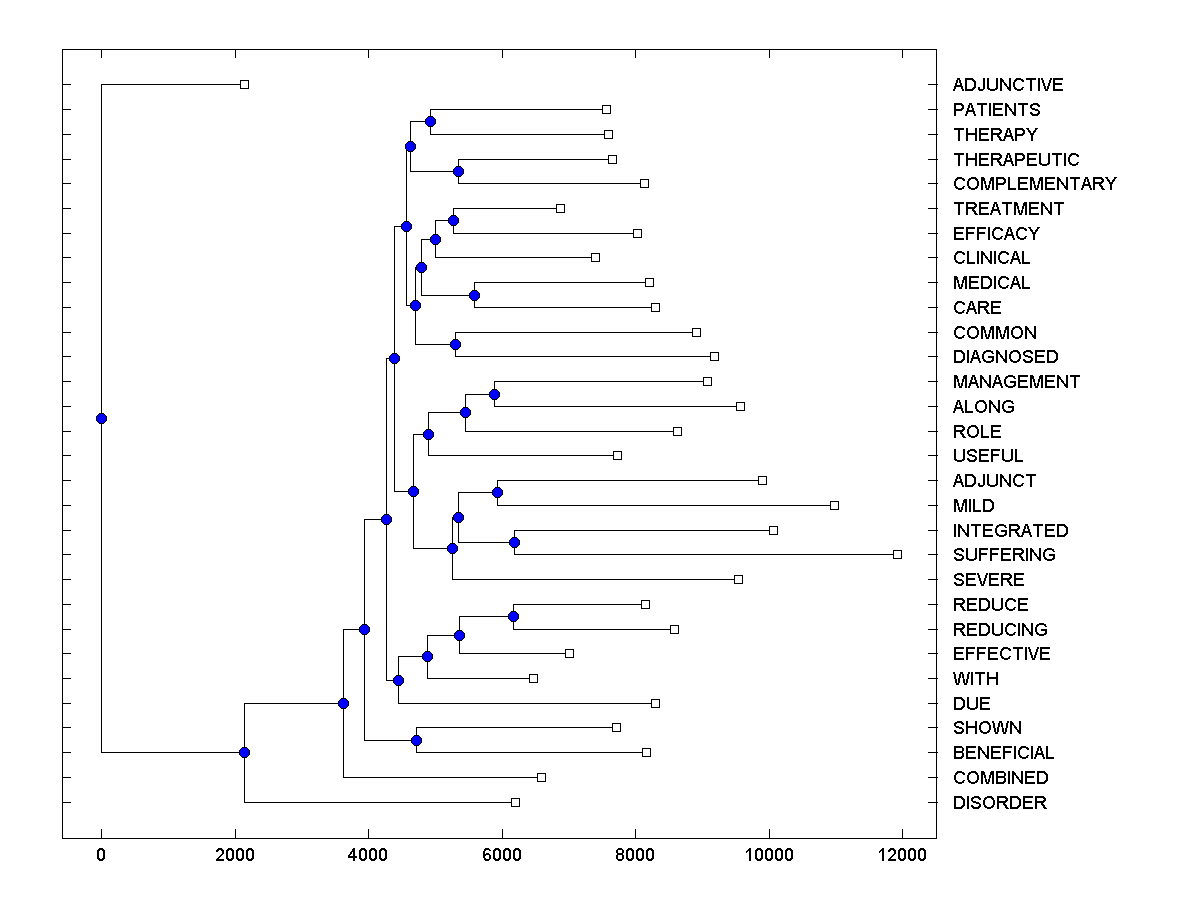 ADJUNCTIVE
PATIENTS
THERAPY
THERAPEUTIC
COMPLEMENTARY
TREATMENT
EFFICACY
CLINICAL
MEDICAL
CARE
COMMON
DIAGNOSED
MANAGEMENT
ALONG
ROLE
USEFUL
ADJUNCT
MILD
INTEGRATED
SUFFERING
SEVERE
REDUCE
REDUCING
EFFECTIVE
WITH
DUE
SHOWN
BENEFICIAL
COMBINED
DISORDER
0 2000 4000 6000 8000 10000 12000